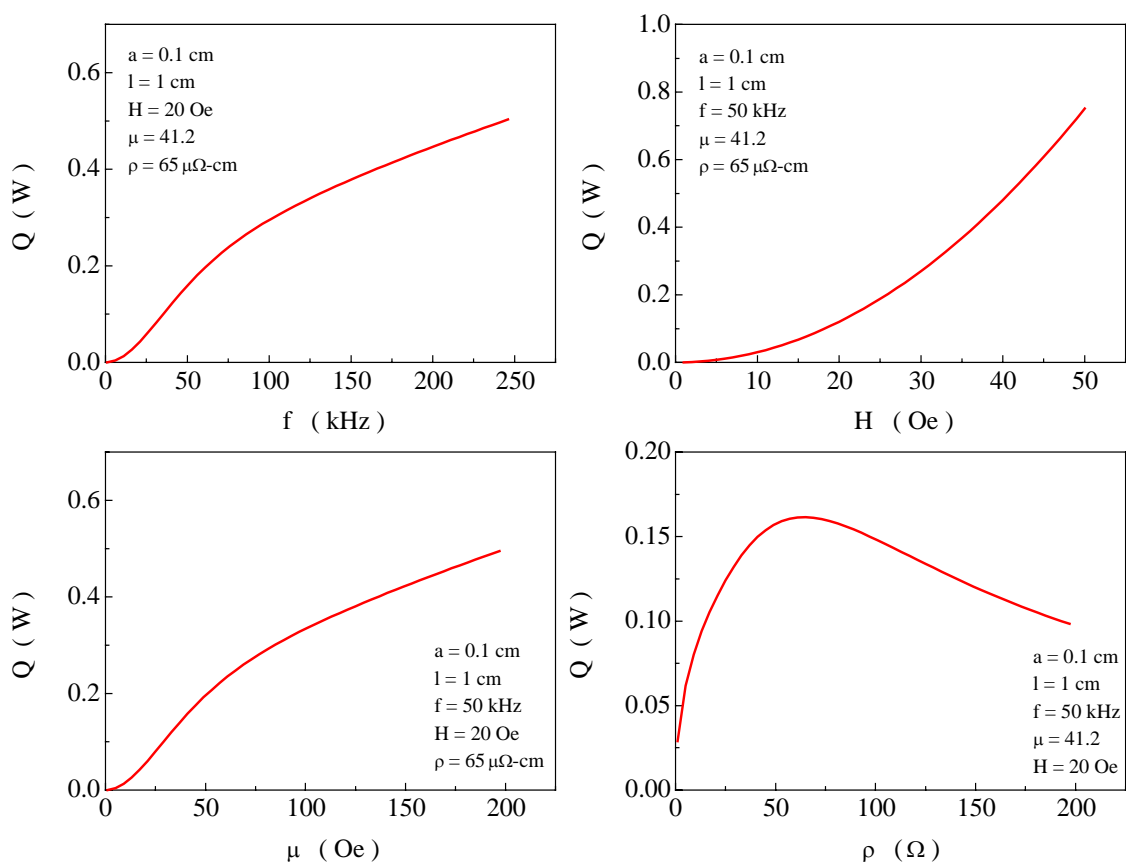 0.6
0.4
0.2
0.0
Q ( W )
a = 0.1 cm
l = 1 cm
H = 20 Oe
μ = 41.2
ρ = 65 μΩ-cm
0 50 100 150 200 250
f ( kHz )
1.0
0.8
0.6
0.4
0.2
0.0
Q ( W )
a = 0.1 cm
l = 1 cm
f = 50 kHz
μ = 41.2
ρ = 65 μΩ-cm
0 10 20 30 40 50
H ( Oe )
0.6
0.4
0.2
0.0
Q ( W )
a = 0.1 cm
l = 1 cm
f = 50 kHz
H = 20 Oe
ρ = 65 μΩ-cm
0 50 100 150 200
μ ( Oe )
0.20
0.15
0.10
0.05
0.00
Q ( W )
a = 0.1 cm
l = 1 cm
f = 50 kHz
μ = 41.2
H = 20 Oe
0 50 100 150 200
ρ ( Ω )